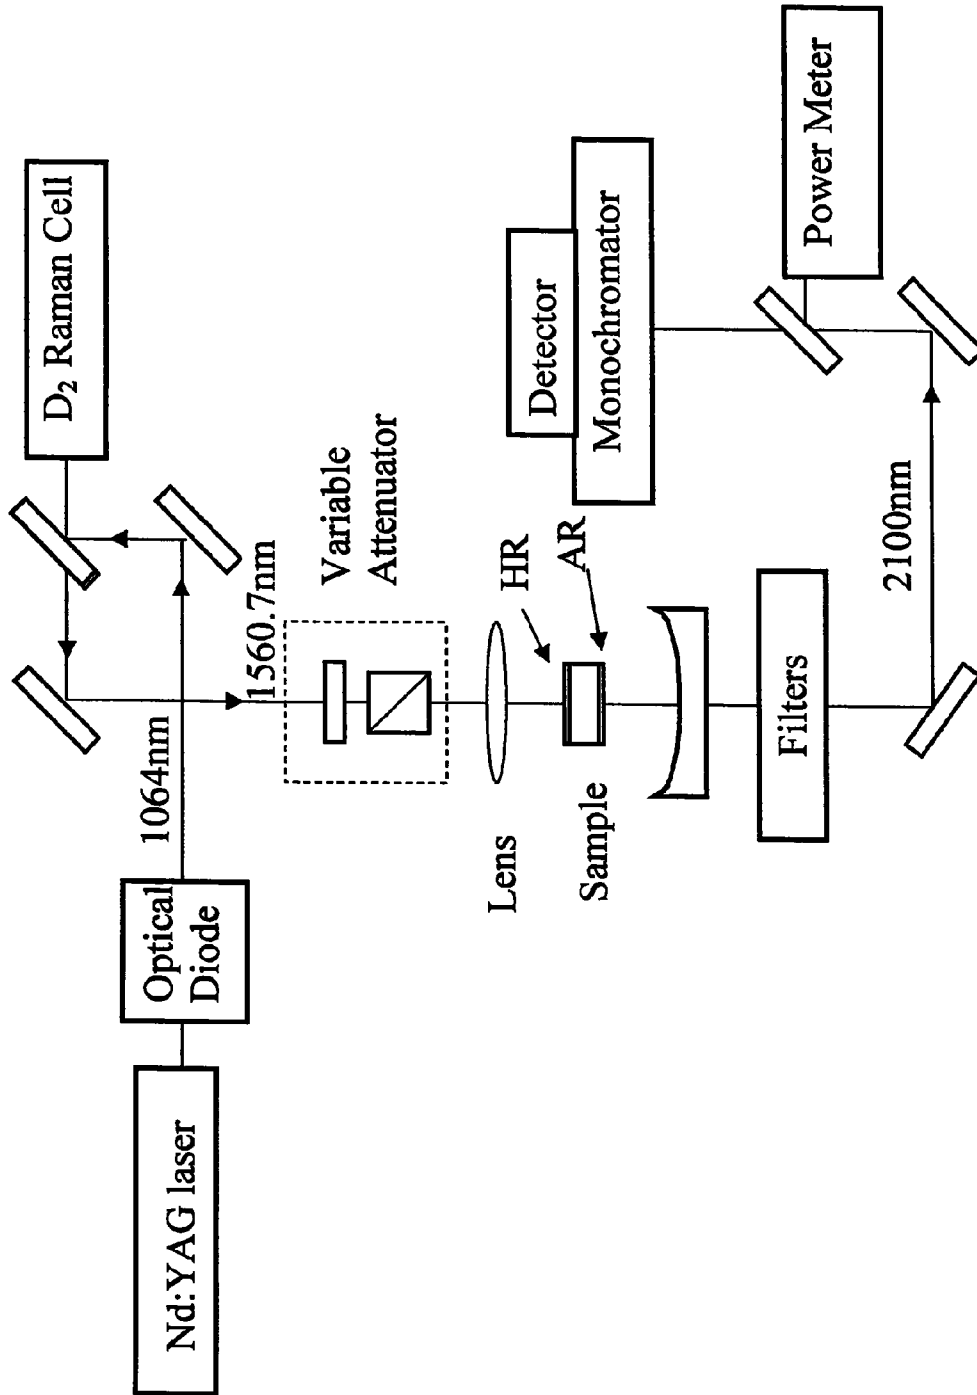 Nd:YAG laser
Optical
Diode
1064nm
D₂ Raman Cell
1560.7nm
Variable
Attenuator
Lens
HR
Sample
AR
Detector
Monochromator
Filters
2100nm
Power Meter